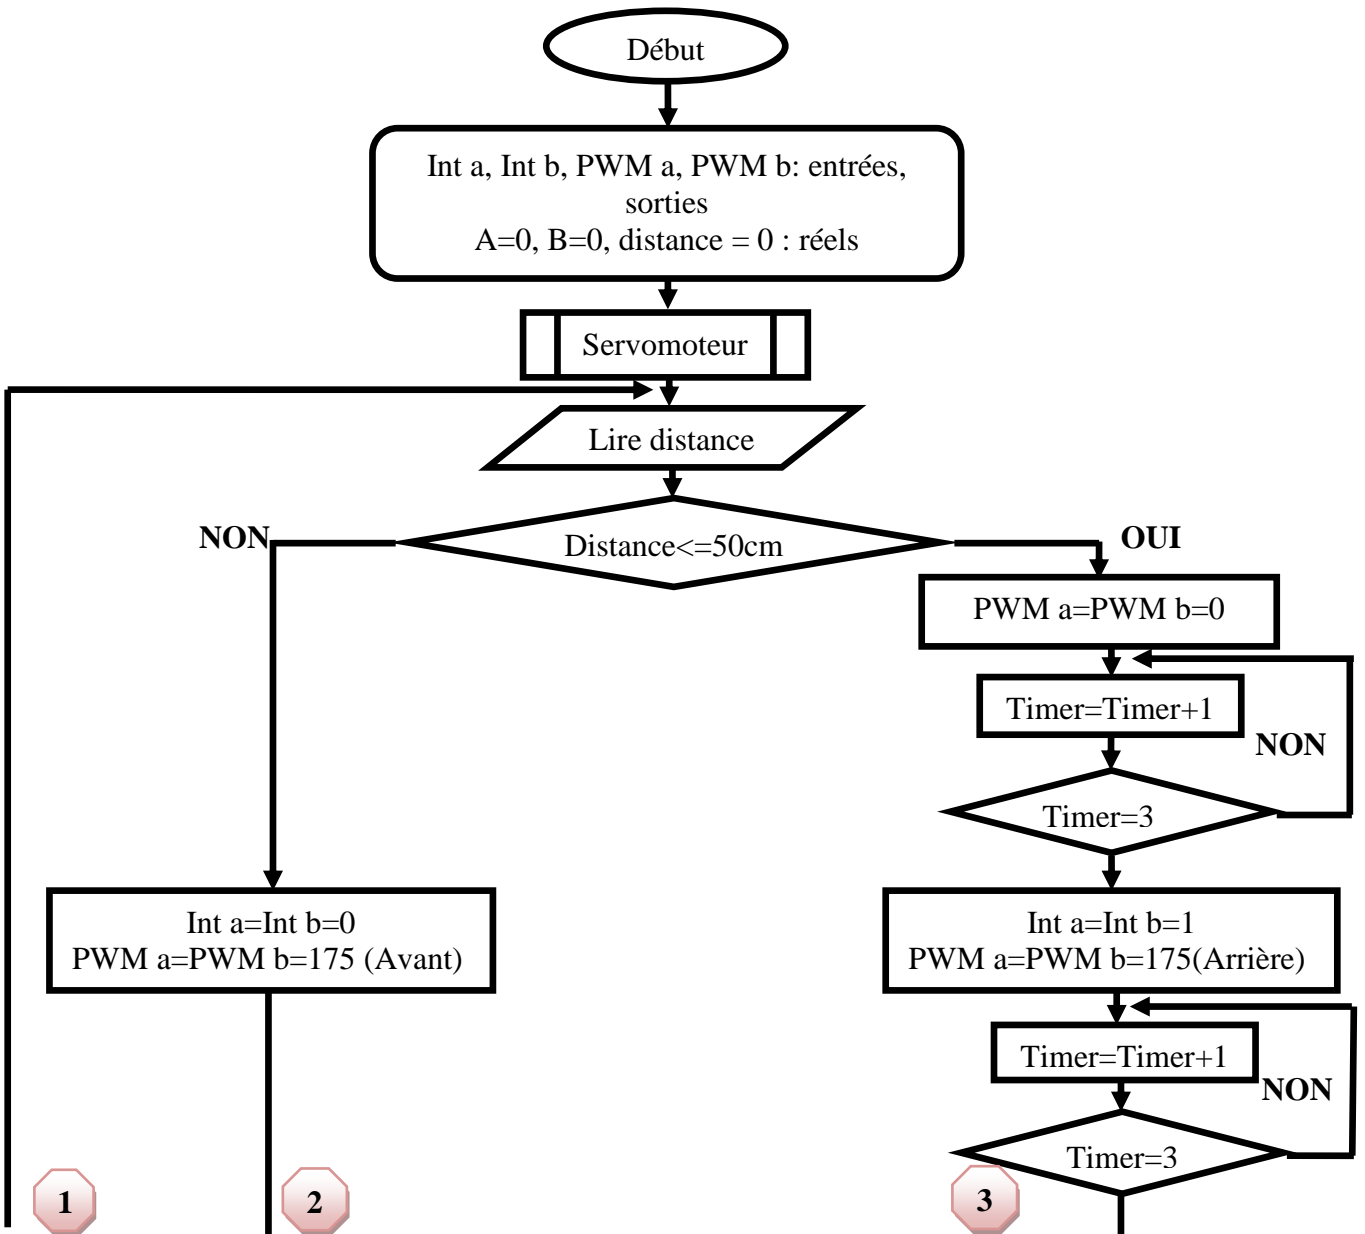 Début
Int a, Int b, PWM a, PWM b: entrées,
sorties
A=0, B=0, distance = 0 : réels
Servomoteur
Lire distance
NON
Distance<=50cm
OUI
PWM a=PWM b=0
Timer=Timer+1
NON
Timer=3
Int a=Int b=0
PWM a=PWM b=175 (Avant)
Int a=Int b=1
PWM a=PWM b=175(Arrière)
Timer=Timer+1
NON
Timer=3
1
2
3